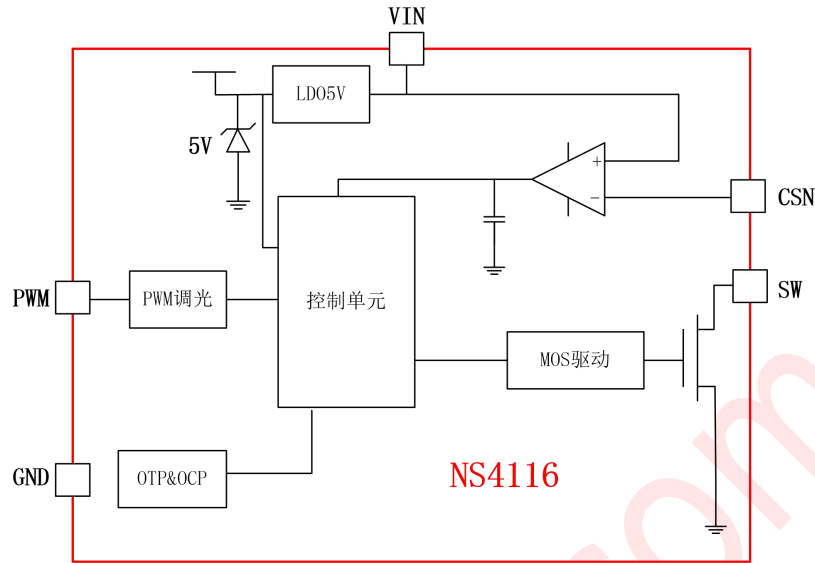 VIN
LDO5V
5V
+
−
CSN
PWM
PWM调光
控制单元
SW
MOS驱动
GND
OTP&OCP
NS4116
com